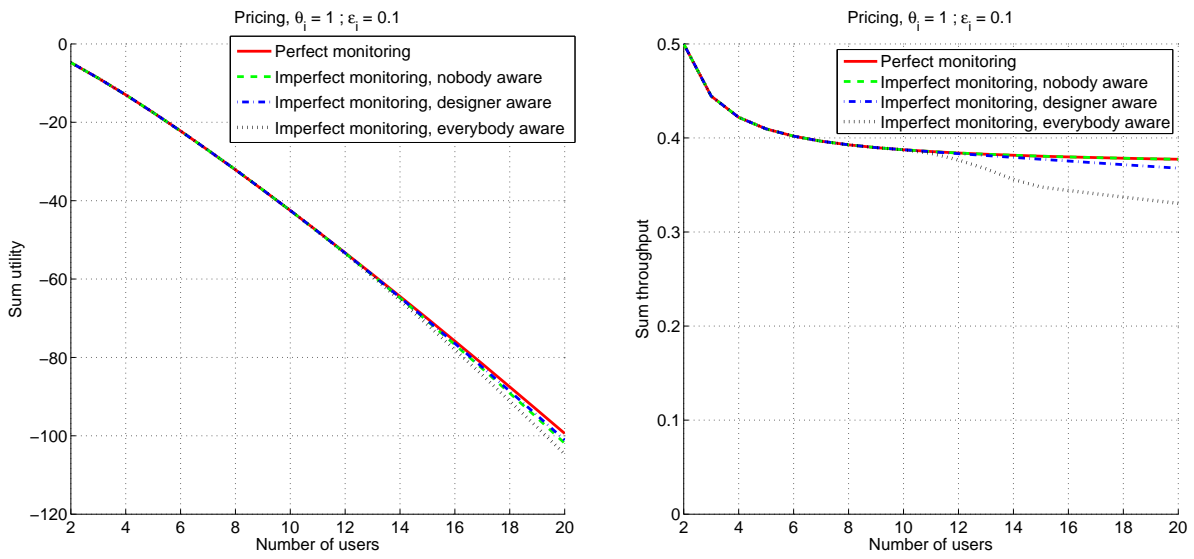 Pricing, θi = 1 ; εi = 0.1
Perfect monitoring
Imperfect monitoring, nobody aware
Imperfect monitoring, designer aware
Imperfect monitoring, everybody aware
0
−20
−40
−60
−80
−100
−120
Sum utility
2 4 6 8 10 12 14 16 18 20
Number of users
Pricing, θi = 1 ; εi = 0.1
Perfect monitoring
Imperfect monitoring, nobody aware
Imperfect monitoring, designer aware
Imperfect monitoring, everybody aware
0.5
0.4
0.3
0.2
0.1
0
Sum throughput
2 4 6 8 10 12 14 16 18 20
Number of users